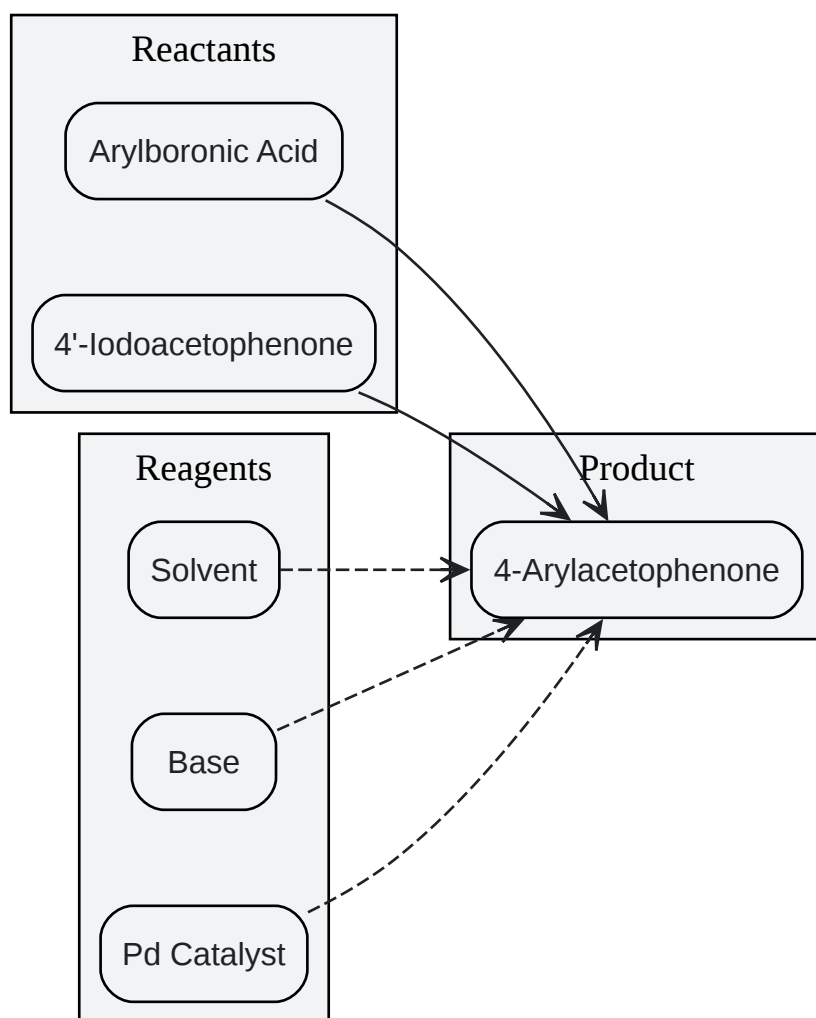 Reactants
Arylboronic Acid
4'-Iodoacetophenone
Reagents
Product
Solvent
4-Arylacetophenone
Base
Pd Catalyst